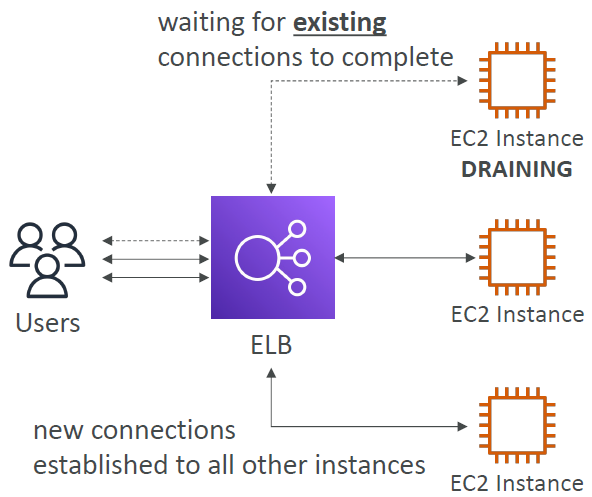 waiting for existing
connections to complete
EC2 Instance
DRAINING
Users
ELB
EC2 Instance
new connections
established to all other instances
EC2 Instance